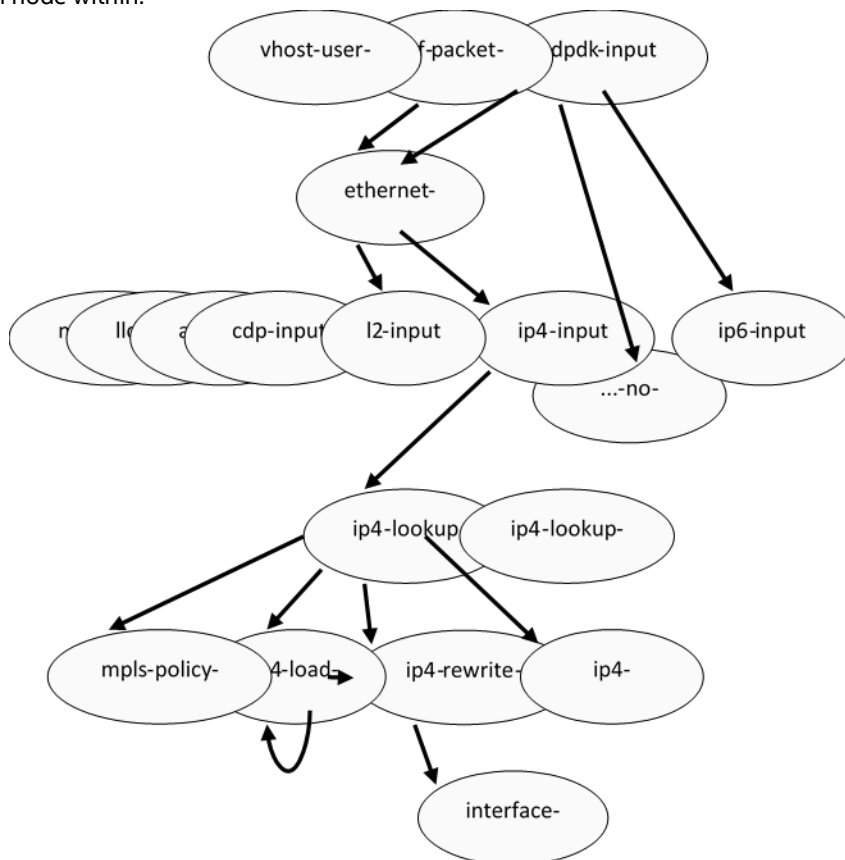 node within.
vhost-user-
f-packet-
dpdk-input
ethernet-
cdp-input
l2-input
ip4-input
ip6-input
...-no-
ip4-lookup
ip4-lookup-
mpls-policy-
4-load-
ip4-rewrite-
ip4-
interface-